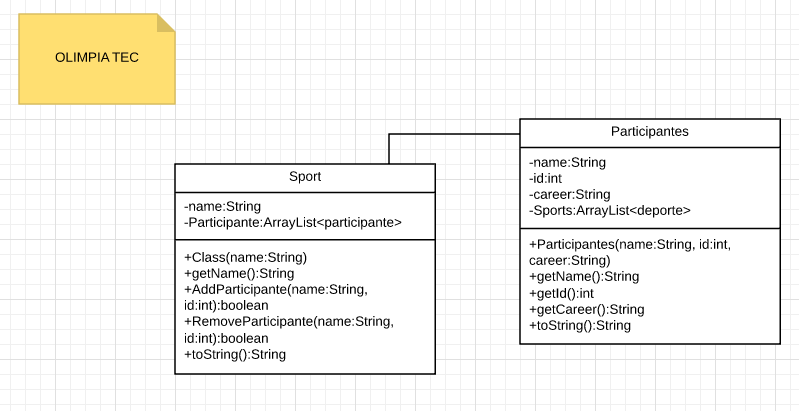 OLIMPIA TEC
Participantes
-name:String
-id:int
-career:String
-Sports:ArrayList<deporte>
+Participantes(name:String, id:int,
career:String)
+getName():String
+getId():int
+getCareer():String
+toString():String
Sport
-name:String
-Participante:ArrayList<participante>
+Class(name:String)
+getName():String
+AddParticipante(name:String,
id:int):boolean
+RemoveParticipante(name:String,
id:int):boolean
+toString():String